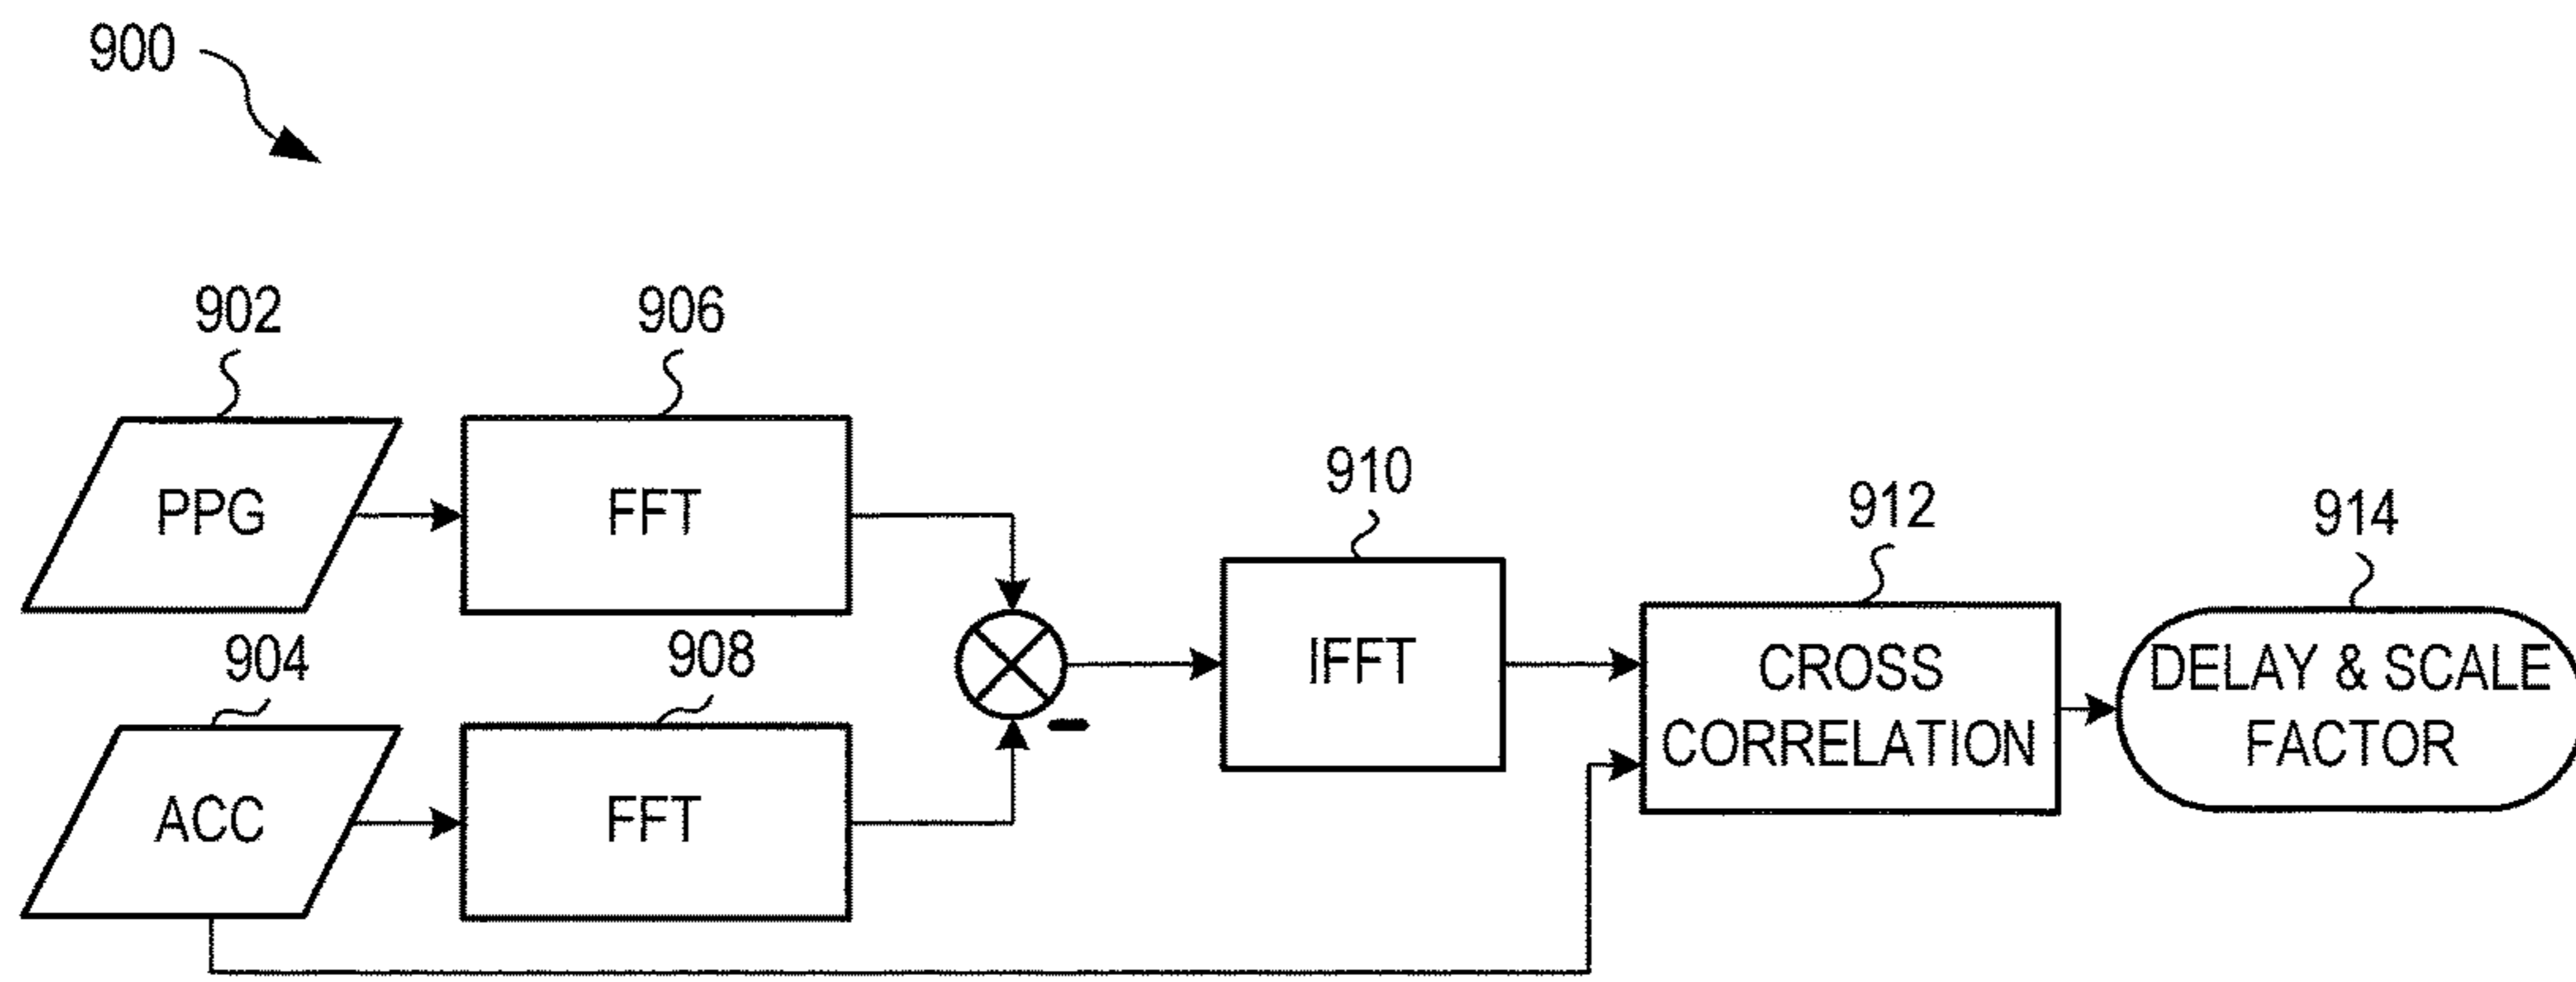 900
902
906
PPG
FFT
904
908
ACC
FFT
910
IFFT
912
CROSS
CORRELATION
914
DELAY & SCALE
FACTOR